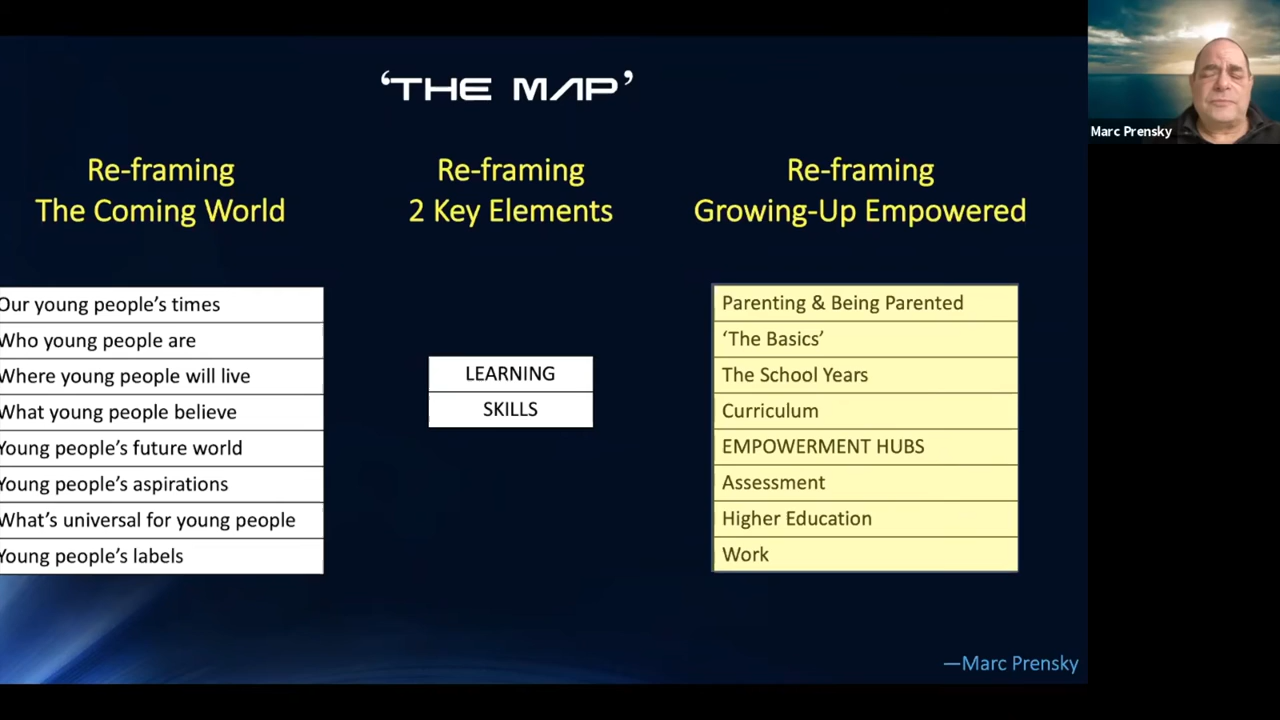 ‘THE MAP’
Re-framing
The Coming World
Our young people’s times
Who young people are
Where young people will live
What young people believe
Young people’s future world
Young people’s aspirations
What’s universal for young people
Young people’s labels
Re-framing
2 Key Elements
LEARNING
SKILLS
Re-framing
Growing-Up Empowered
Parenting & Being Parented
‘The Basics’
The School Years
Curriculum
EMPOWERMENT HUBS
Assessment
Higher Education
Work
—Marc Prensky
Marc Prensky